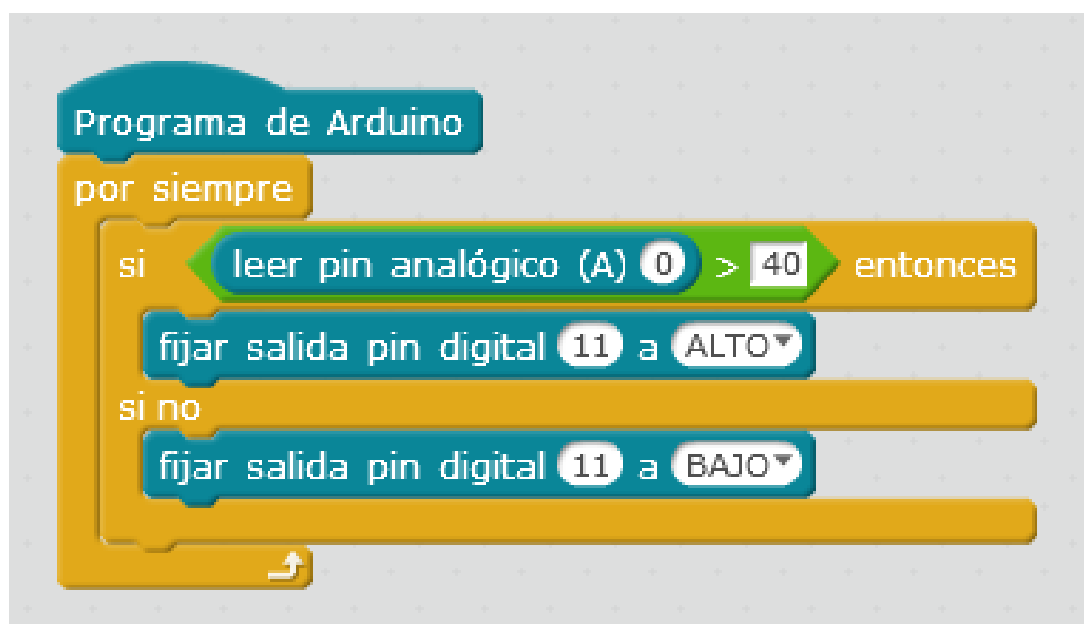 Programa de Arduino
por siempre
si leer pin analógico (A) 0 > 40 entonces
fijar salida pin digital 11 a ALTO
si no
fijar salida pin digital 11 a BAJO